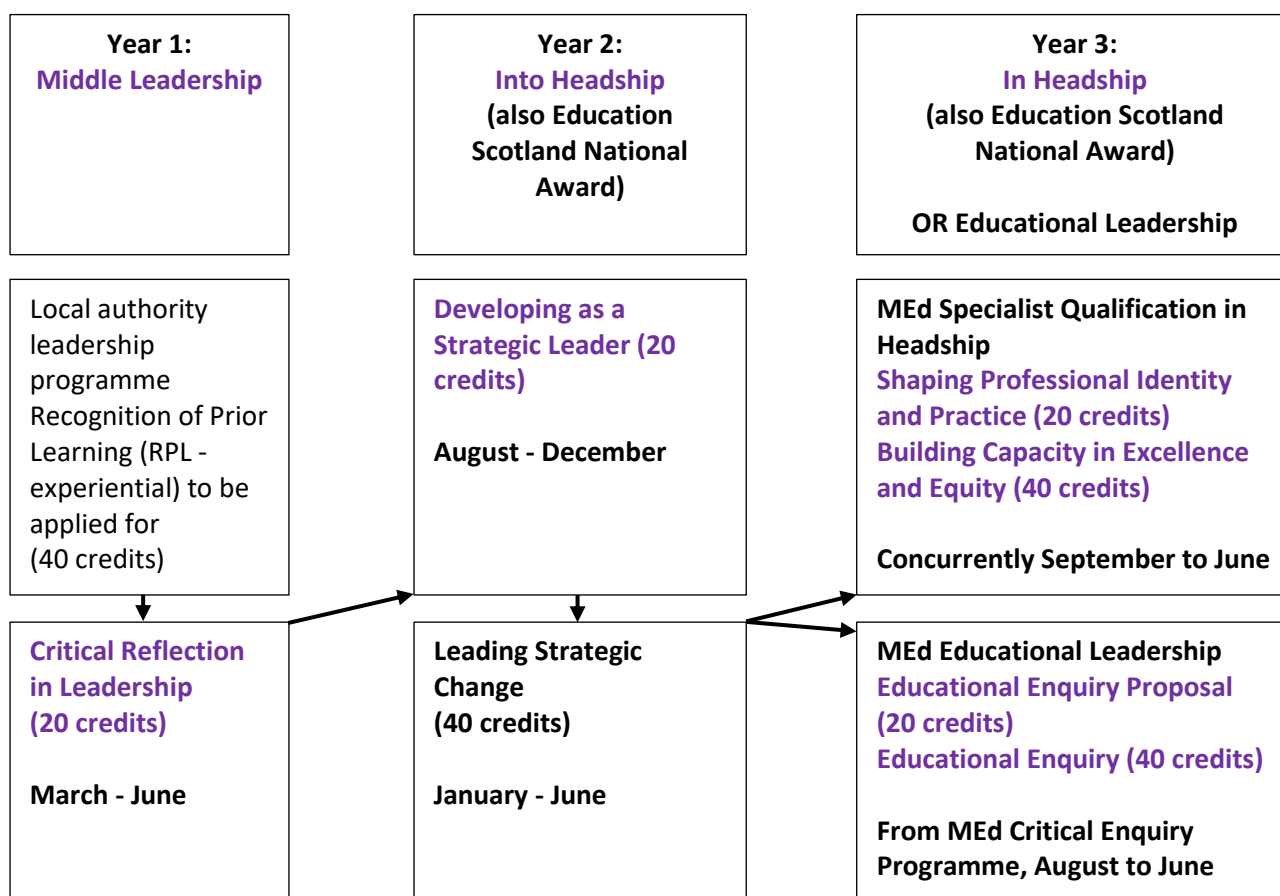 Year 1:
Middle Leadership
Year 2:
Into Headship
(also Education
Scotland National
Award)
Year 3:
In Headship
(also Education Scotland
National Award)
OR Educational Leadership
Local authority
leadership
programme
Recognition of Prior
Learning (RPL -
experiential) to be
applied for
(40 credits)
Developing as a
Strategic Leader (20
credits)
August - December
MEd Specialist Qualification in
Headship
Shaping Professional Identity
and Practice (20 credits)
Building Capacity in Excellence
and Equity (40 credits)
Concurrently September to June
Critical Reflection
in Leadership
(20 credits)
March - June
Leading Strategic
Change
(40 credits)
January - June
MEd Educational Leadership
Educational Enquiry Proposal
(20 credits)
Educational Enquiry (40 credits)
From MEd Critical Enquiry
Programme, August to June